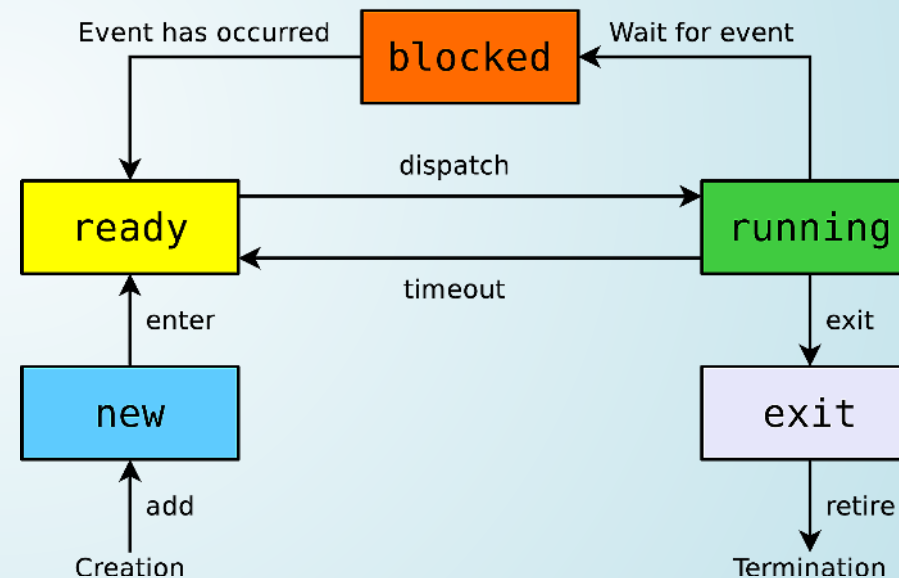 Event has occurred
blocked
Wait for event
dispatch
ready
running
timeout
enter
exit
new
exit
add
retire
Creation
Termination